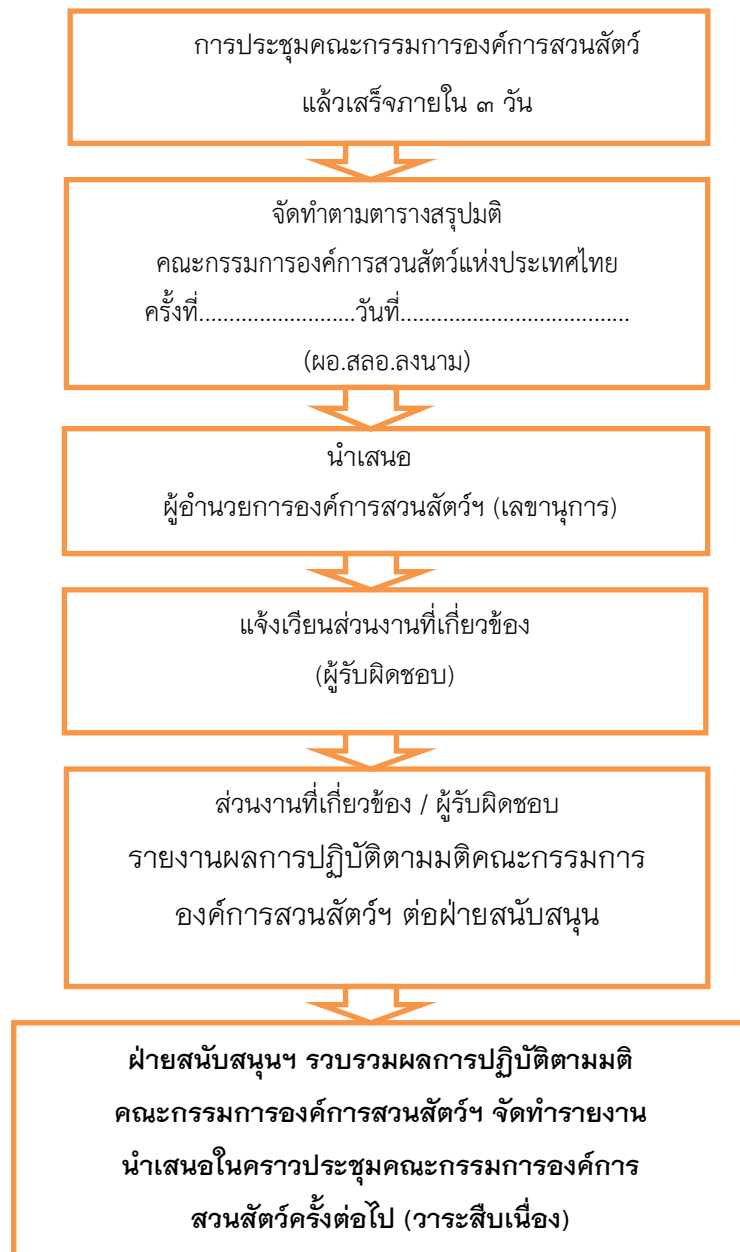 การประชุมคณะกรรมการองค์การสวนสัตว์
แล้วเสร็จภายใน ๓ วัน
จัดทำตามตารางสรุปมติ
คณะกรรมการองค์การสวนสัตว์แห่งประเทศไทย
ครั้งที่.........................วันที่.....................................
(ผอ.สลอ.ลงนาม)
นำเสนอ
ผู้อำนวยการองค์การสวนสัตว์ฯ (เลขานุการ)
แจ้งเวียนส่วนงานที่เกี่ยวข้อง
(ผู้รับผิดชอบ)
ส่วนงานที่เกี่ยวข้อง / ผู้รับผิดชอบ
รายงานผลการปฏิบัติตามมติคณะกรรมการ
องค์การสวนสัตว์ฯ ต่อฝ่ายสนับสนุน
ฝ่ายสนับสนุนฯ รวบรวมผลการปฏิบัติตามมติ
คณะกรรมการองค์การสวนสัตว์ฯ จัดทำรายงาน
นำเสนอในคราวประชุมคณะกรรมการองค์การ
สวนสัตว์ครั้งต่อไป (วาระสืบเนื่อง)